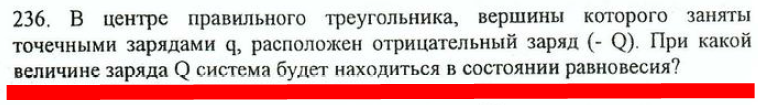 236. В центре правильного треугольника, вершины которого заняты
точечными зарядами q, расположен отрицательный заряд (- Q). При какой
величине заряда Q система будет находиться в состоянии равновесия?